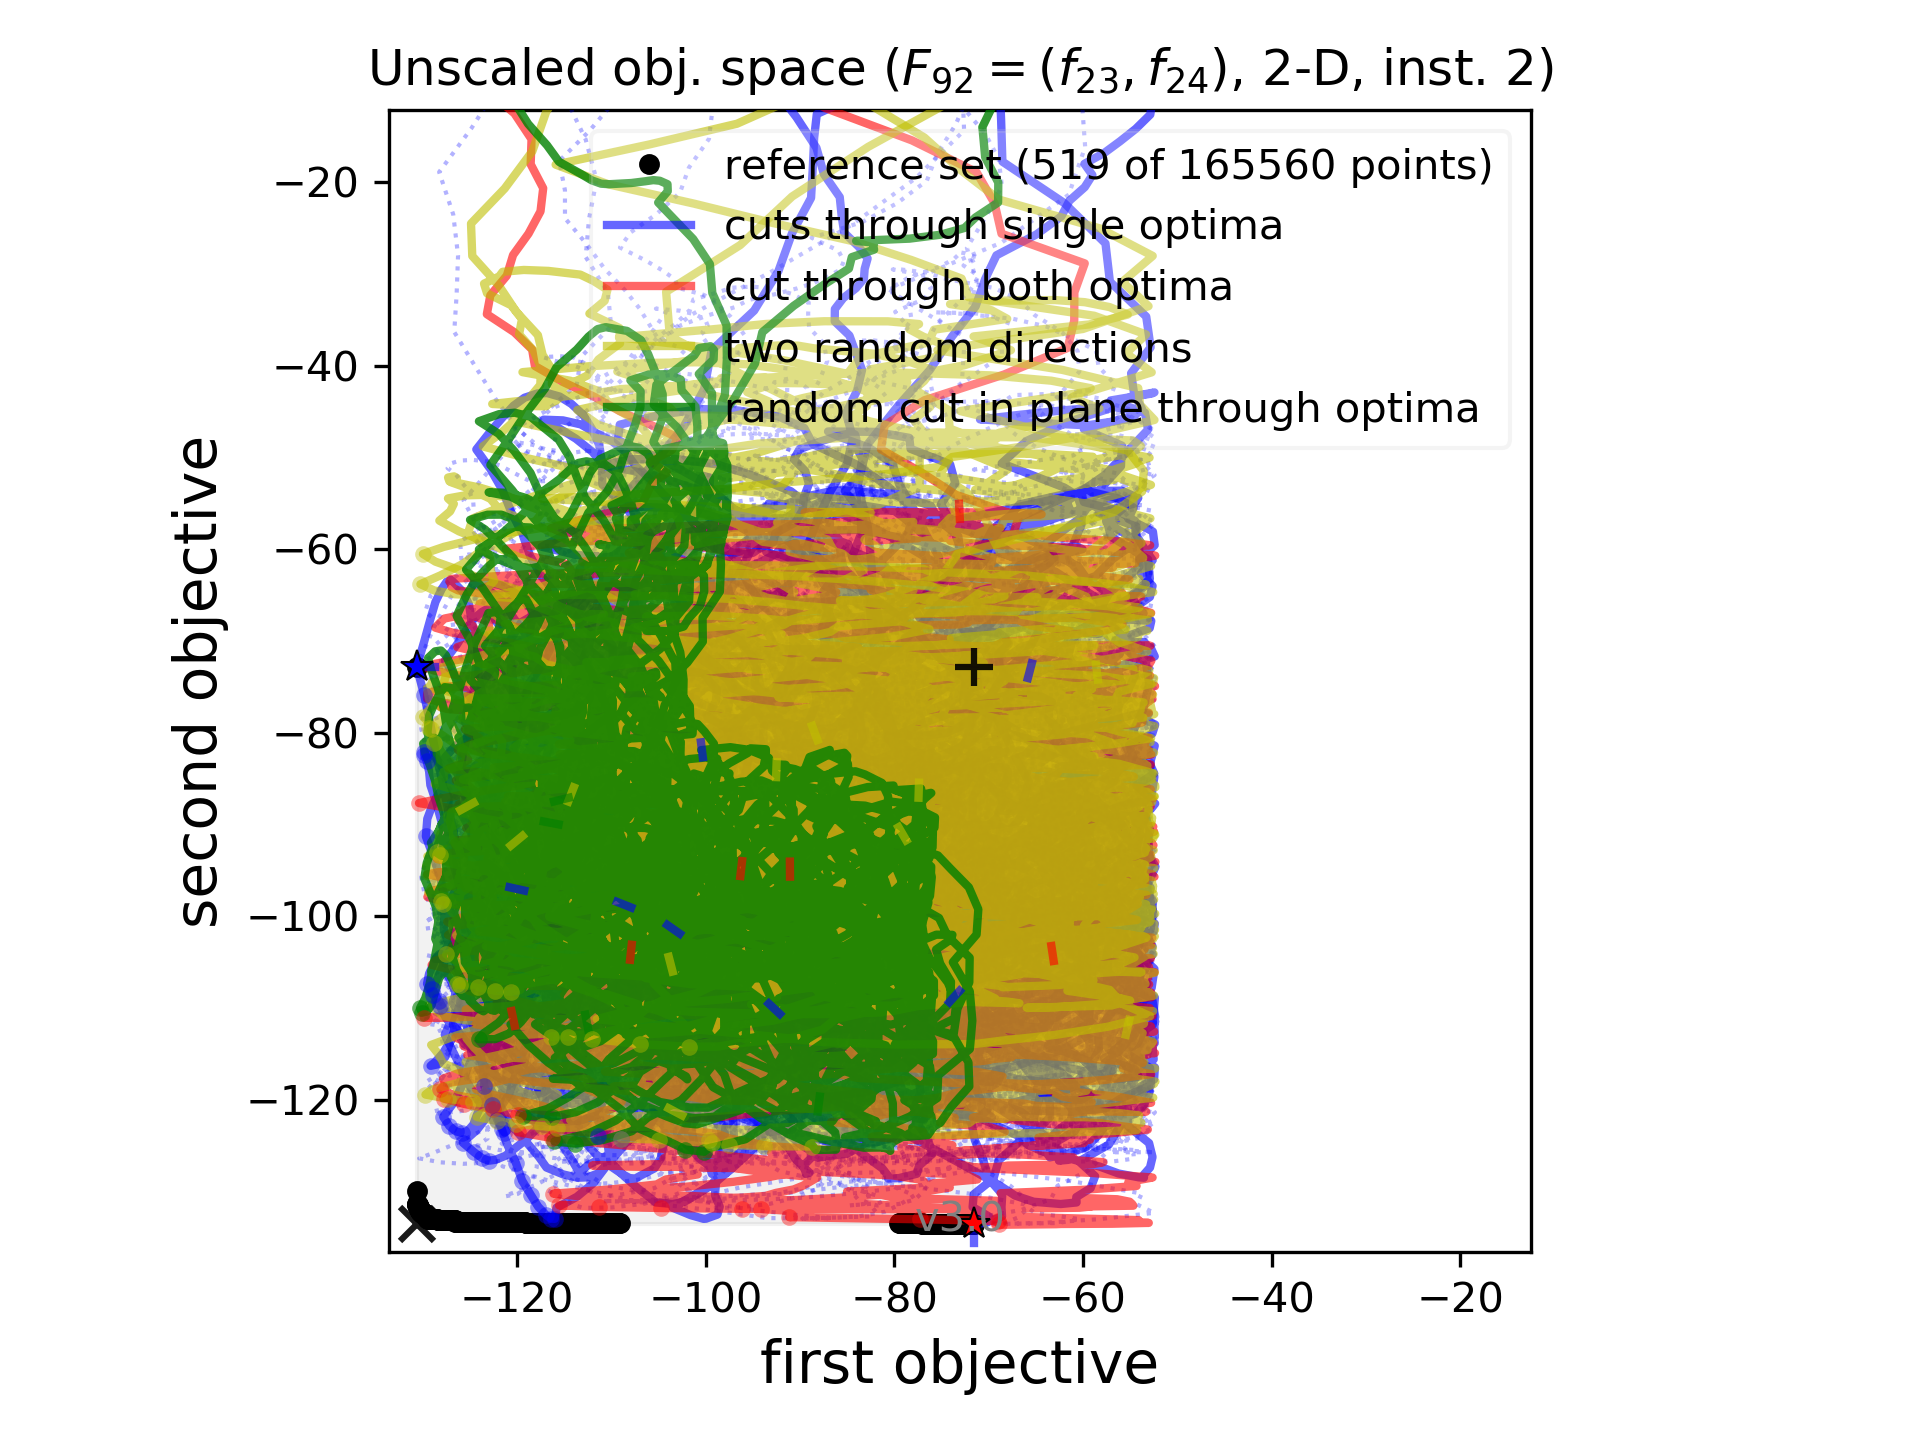 Unscaled obj. space (F92 = (f23, f24), 2-D, inst. 2)
reference set (519 of 165560 points)
cuts through single optima
cut through both optima
two random directions
random cut in plane through optima
second objective
−20
−40
−60
−80
−100
−120
v3.0
−120 −100 −80 −60 −40 −20
first objective